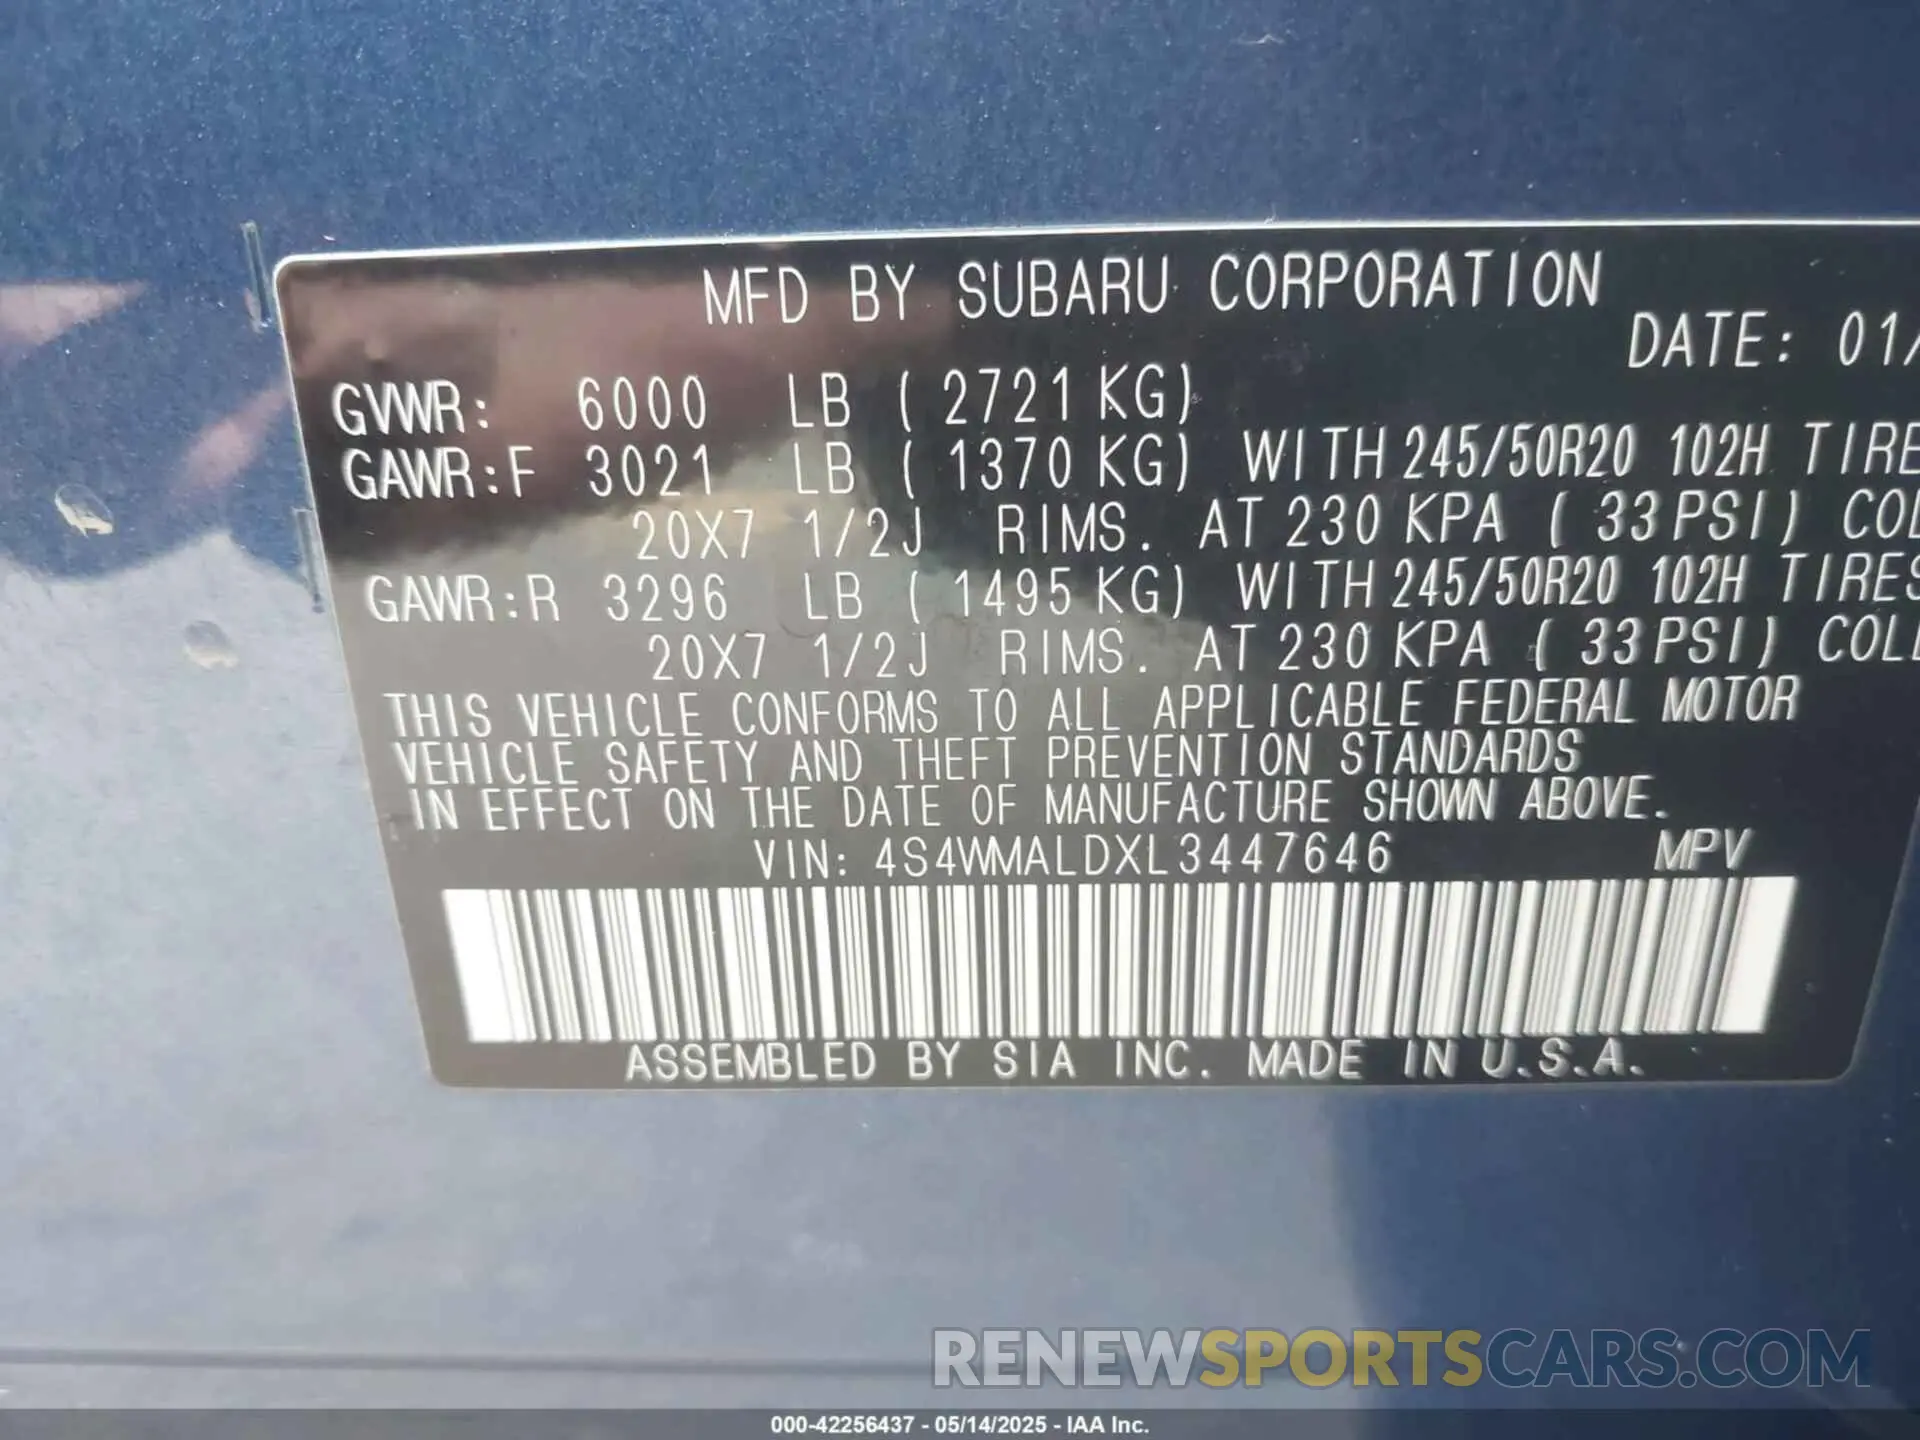 MFD BY SUBARU CORPORATION
DATE: 01/
GVWR: 6000 LB ( 2721 KG)
GAWR:F 3021 LB ( 1370 KG) WITH 245/50R20 102H TIRE
20X7 1/2J RIMS. AT 230 KPA ( 33 PSI) COL
GAWR:R 3296 LB ( 1495 KG) WITH 245/50R20 102H TIRES
20X7 1/2J RIMS. AT 230 KPA ( 33 PSI) COL
THIS VEHICLE CONFORMS TO ALL APPLICABLE FEDERAL MOTOR
VEHICLE SAFETY AND THEFT PREVENTION STANDARDS
IN EFFECT ON THE DATE OF MANUFACTURE SHOWN ABOVE.
VIN: 4S4WMALDXL3447646 MPV
ASSEMBLED BY SIA INC. MADE IN U.S.A.
RENEWSPORTSCARS.COM
000-42256437 - 05/14/2025 - IAA Inc.